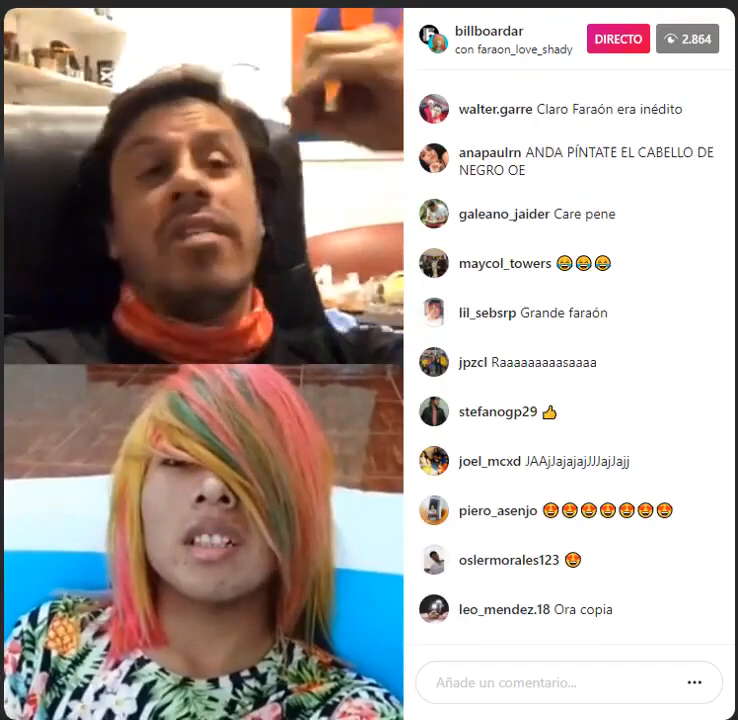 billboardar
con faraon_love_shady
DIRECTO
2.864
walter.garre Claro Faraón era inédito
anapaulrn ANDA PÍNTATE EL CABELLO DE
NEGRO OE
galeano_jaider Care pene
maycol_towers 😂😂😂
lil_sebsrp Grande faraón
jpzcl Raaaaaaaaasaaaa
stefanogp29 👍
joel_mcxd JAAjJajajajJJJajJajj
piero_asenjo 🤩🤩🤩🤩🤩🤩🤩
oslermorales123 🤩
leo_mendez.18 Ora copia
Añade un comentario...